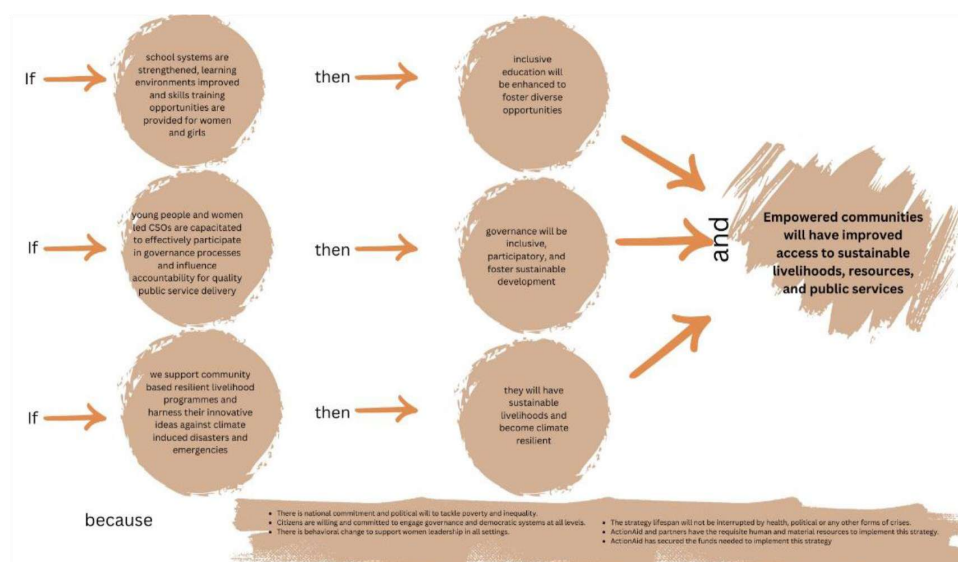 If
school systems are
strengthened, learning
environments improved
and skills training
opportunities are
provided for women
and girls
then
inclusive
education will
be enhanced to
foster diverse
opportunities
If
young people and women
led CSOs are capacitated
to effectively participate
in governance processes
and influence
accountability for quality
public service delivery
then
governance will be
inclusive,
participatory, and
foster sustainable
development
If
we support community
based resilient livelihood
programmes and
harness their innovative
ideas against climate
induced disasters and
emergencies
then
they will have
sustainable
livelihoods and
become climate
resilient
and
Empowered communities
will have improved
access to sustainable
livelihoods, resources,
and public services
because
• There is national commitment and political will to tackle poverty and inequality.
• Citizens are willing and committed to engage governance and democratic systems at all levels.
• There is behavioral change to support women leadership in all settings.
• The strategy lifespan will not be interrupted by health, political or any other forms of crises.
• ActionAid and partners have the requisite human and material resources to implement this strategy.
• ActionAid has secured the funds needed to implement this strategy